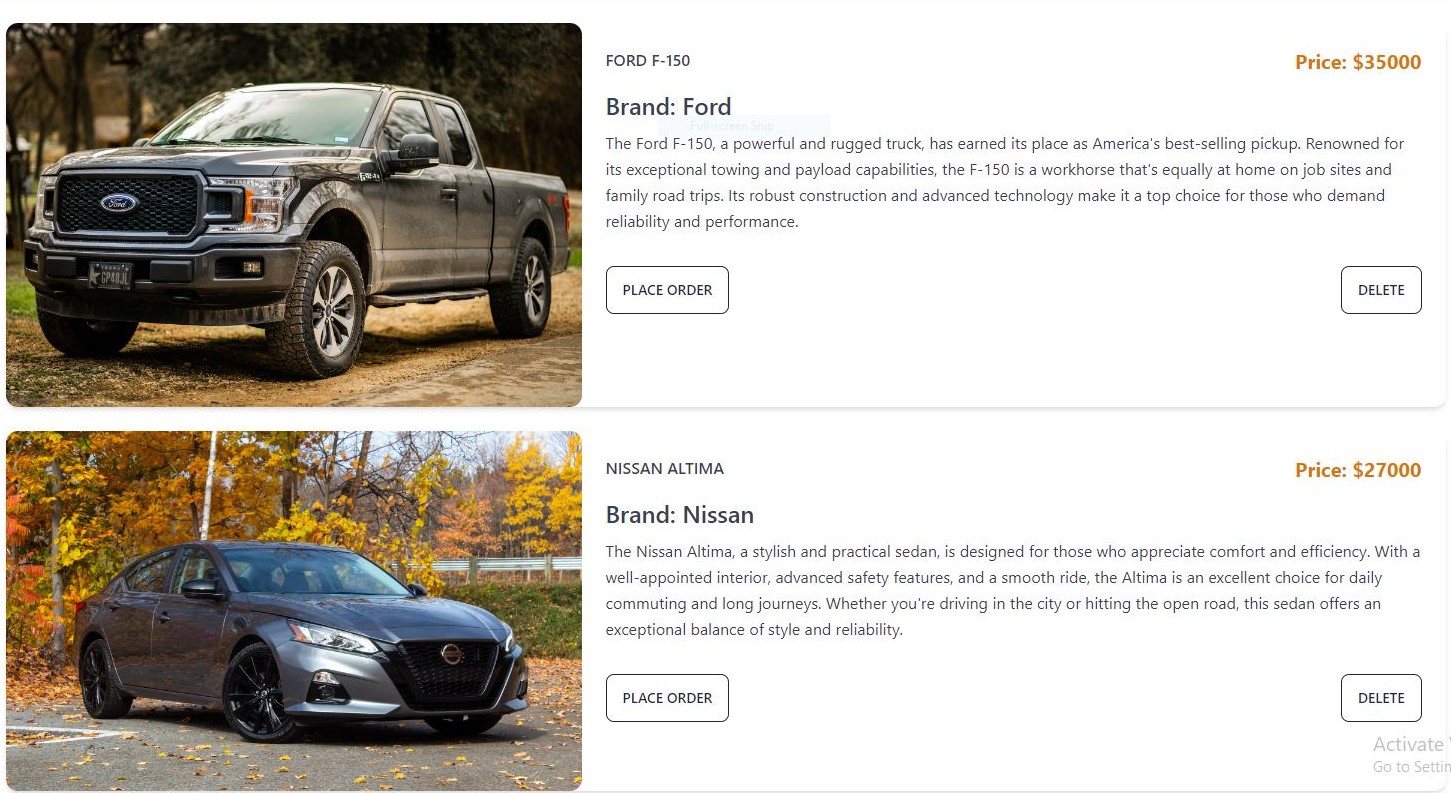 FORD F-150
Price: $35000
Brand: Ford
Full-screen Snip
The Ford F-150, a powerful and rugged truck, has earned its place as America's best-selling pickup. Renowned for
its exceptional towing and payload capabilities, the F-150 is a workhorse that's equally at home on job sites and
family road trips. Its robust construction and advanced technology make it a top choice for those who demand
reliability and performance.
PLACE ORDER
DELETE
Ford
GP48JL
NISSAN ALTIMA
Price: $27000
Brand: Nissan
The Nissan Altima, a stylish and practical sedan, is designed for those who appreciate comfort and efficiency. With a
well-appointed interior, advanced safety features, and a smooth ride, the Altima is an excellent choice for daily
commuting and long journeys. Whether you're driving in the city or hitting the open road, this sedan offers an
exceptional balance of style and reliability.
PLACE ORDER
DELETE
Activate
Go to Settin